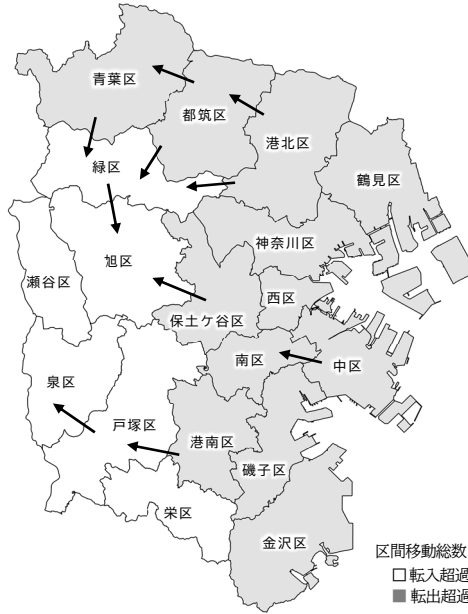 青葉区
都筑区
港北区
緑区
鶴見区
神奈川区
旭区
瀬谷区
西区
保土ケ谷区
南区
中区
泉区
戸塚区
港南区
磯子区
栄区
金沢区
区間移動総数
転入超過
転出超過